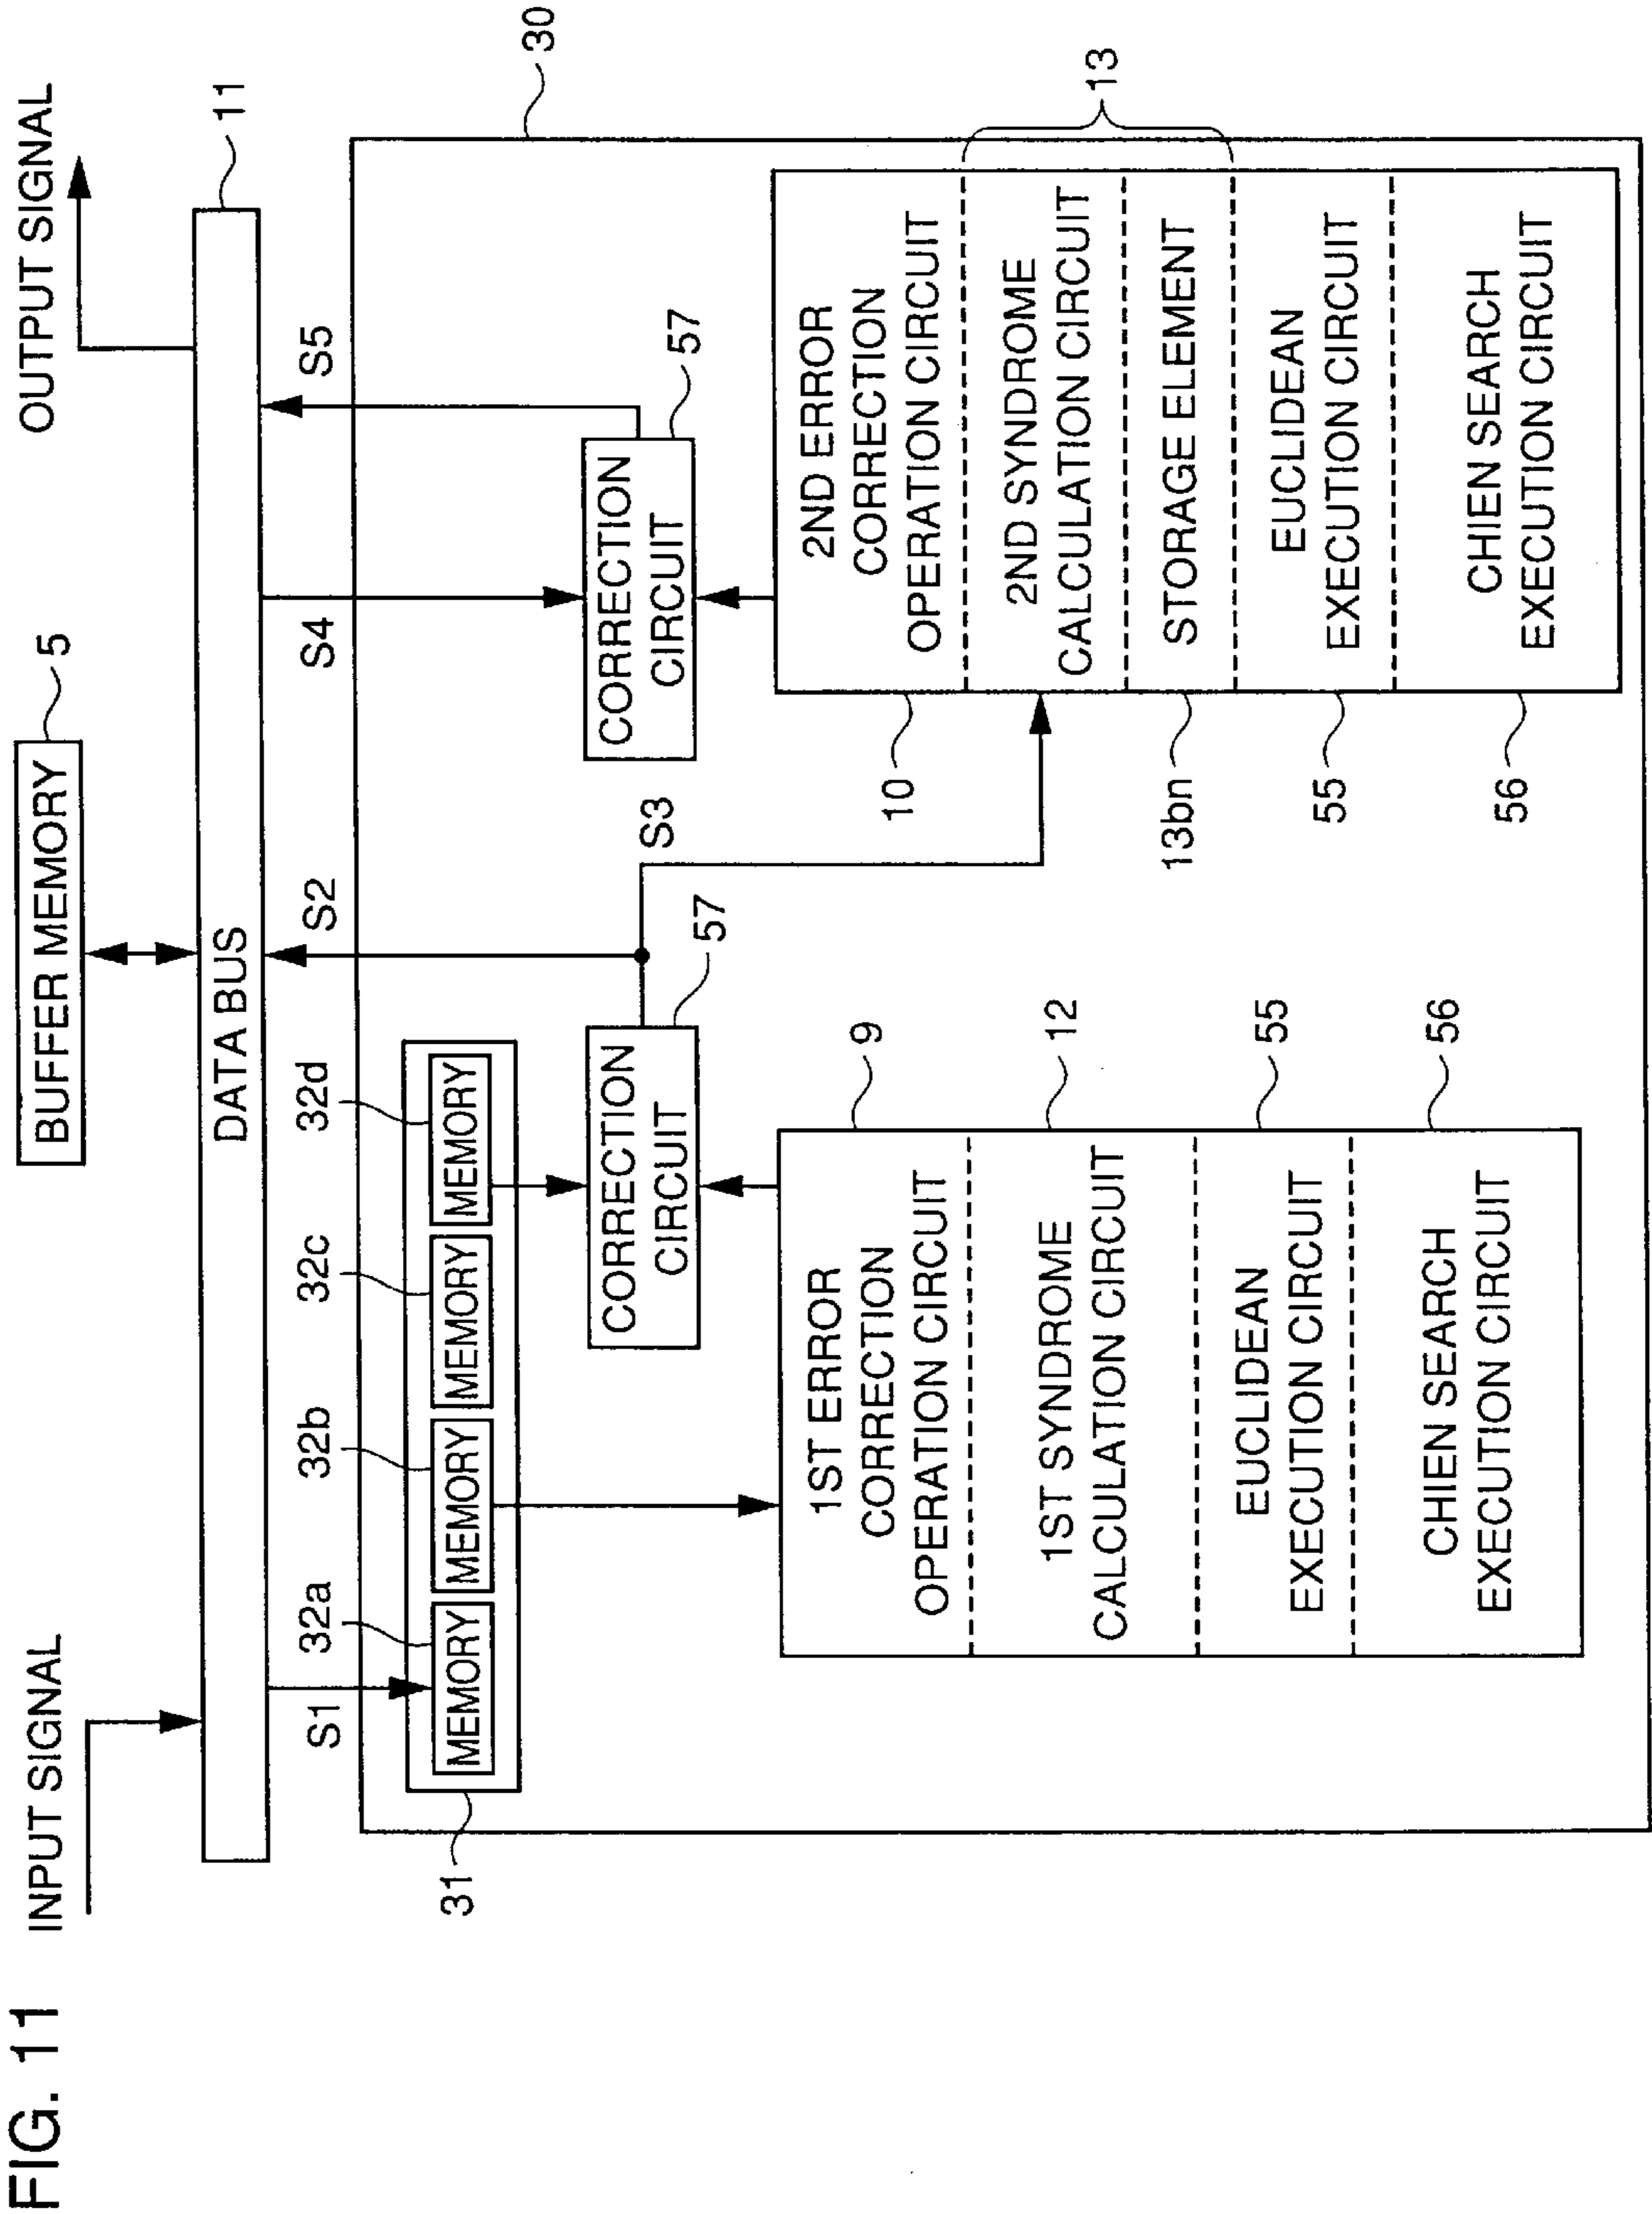 FIG. 11
INPUT SIGNAL
BUFFER MEMORY
5
OUTPUT SIGNAL
11
DATA BUS
S1
32a
32b
32c
32d
S2
S4
S5
30
31
MEMORY
MEMORY
MEMORY
MEMORY
CORRECTION
CIRCUIT
57
S3
CORRECTION
CIRCUIT
57
1ST ERROR
CORRECTION
OPERATION CIRCUIT
9
1ST SYNDROME
CALCULATION CIRCUIT
12
EUCLIDEAN
EXECUTION CIRCUIT
55
CHIEN SEARCH
EXECUTION CIRCUIT
56
2ND ERROR
CORRECTION
OPERATION CIRCUIT
10
2ND SYNDROME
CALCULATION CIRCUIT
13
STORAGE ELEMENT
13bn
EUCLIDEAN
EXECUTION CIRCUIT
55
CHIEN SEARCH
EXECUTION CIRCUIT
56